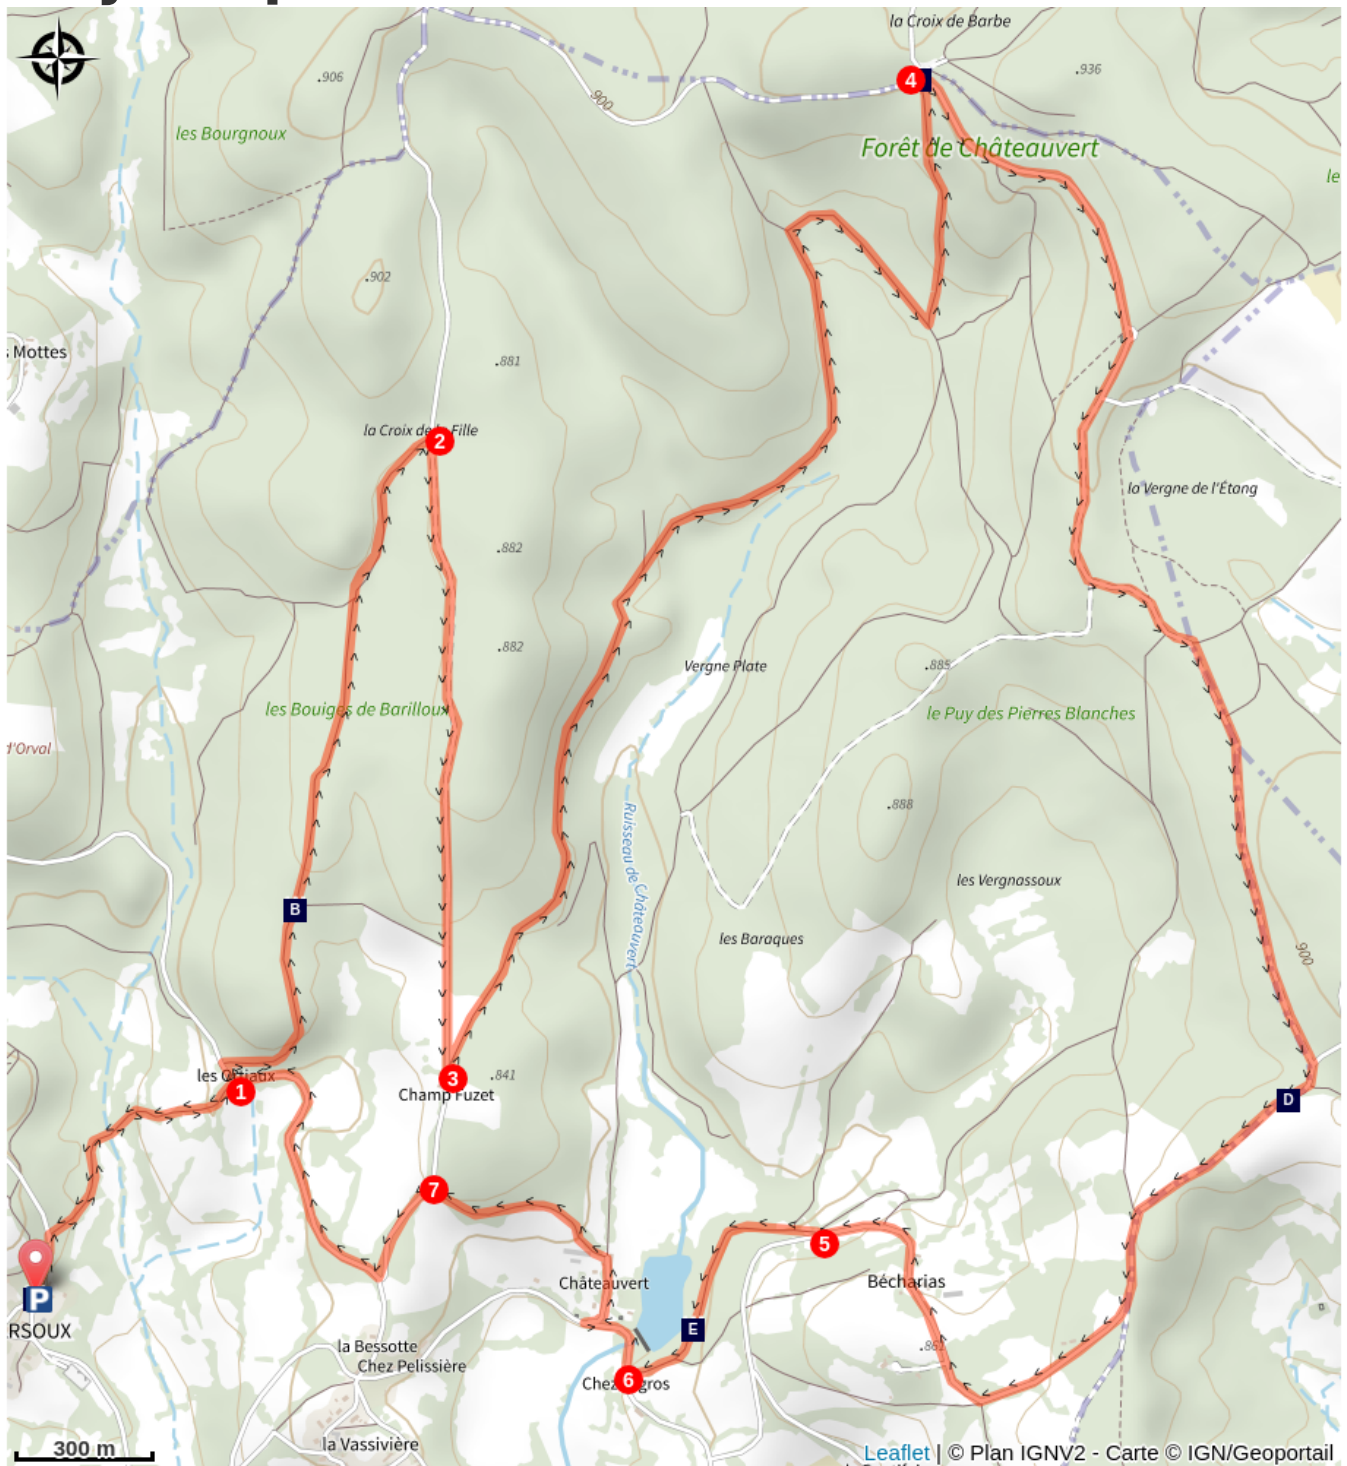 la Croix de Barbe
.906
.936
900
les Bourgnoux
4
Forêt de Châteauvert
le
.902
Mottes
.881
la Croix de la Fille
2
la Vergne de l'Étang
.882
.882
Vergne Plate
.885
les Bouiges de Barilloux
le Puy des Pierres Blanches
d'Orval
.888
Ruisseau de Châteauvert
les Vergnassoux
B
les Baraques
900
les
1
3
.841
Champ Fuzet
D
7
5
Châteauvert
Bécharias
P
RSOUX
E
la Bessotte
.861
Chez Pelissière
6
Chez gros
la Vassivière
300 m
Leaflet | © Plan IGNV2 - Carte © IGN/Geoportail